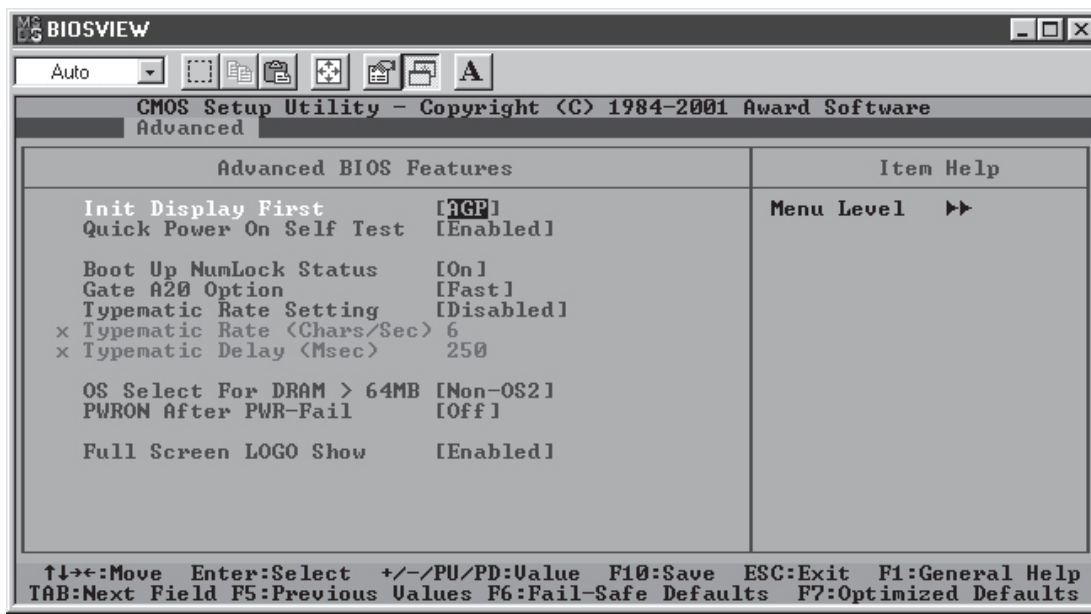 BIOSVIEW
Auto
A
CMOS Setup Utility - Copyright (C) 1984-2001 Award Software
Advanced
Advanced BIOS Features
Item Help
Init Display First [AGP]
Menu Level ▶▶
Quick Power On Self Test [Enabled]
Boot Up NumLock Status [On]
Gate A20 Option [Fast]
Typematic Rate Setting [Disabled]
x Typematic Rate (Chars/Sec) 6
x Typematic Delay (Msec) 250
OS Select For DRAM > 64MB [Non-OS2]
PWRON After PWR-Fail [Off]
Full Screen LOGO Show [Enabled]
↑↓→←:Move Enter:Select +/-/PU/PD:Value F10:Save ESC:Exit F1:General Help
TAB:Next Field F5:Previous Values F6:Fail-Safe Defaults F7:Optimized Defaults